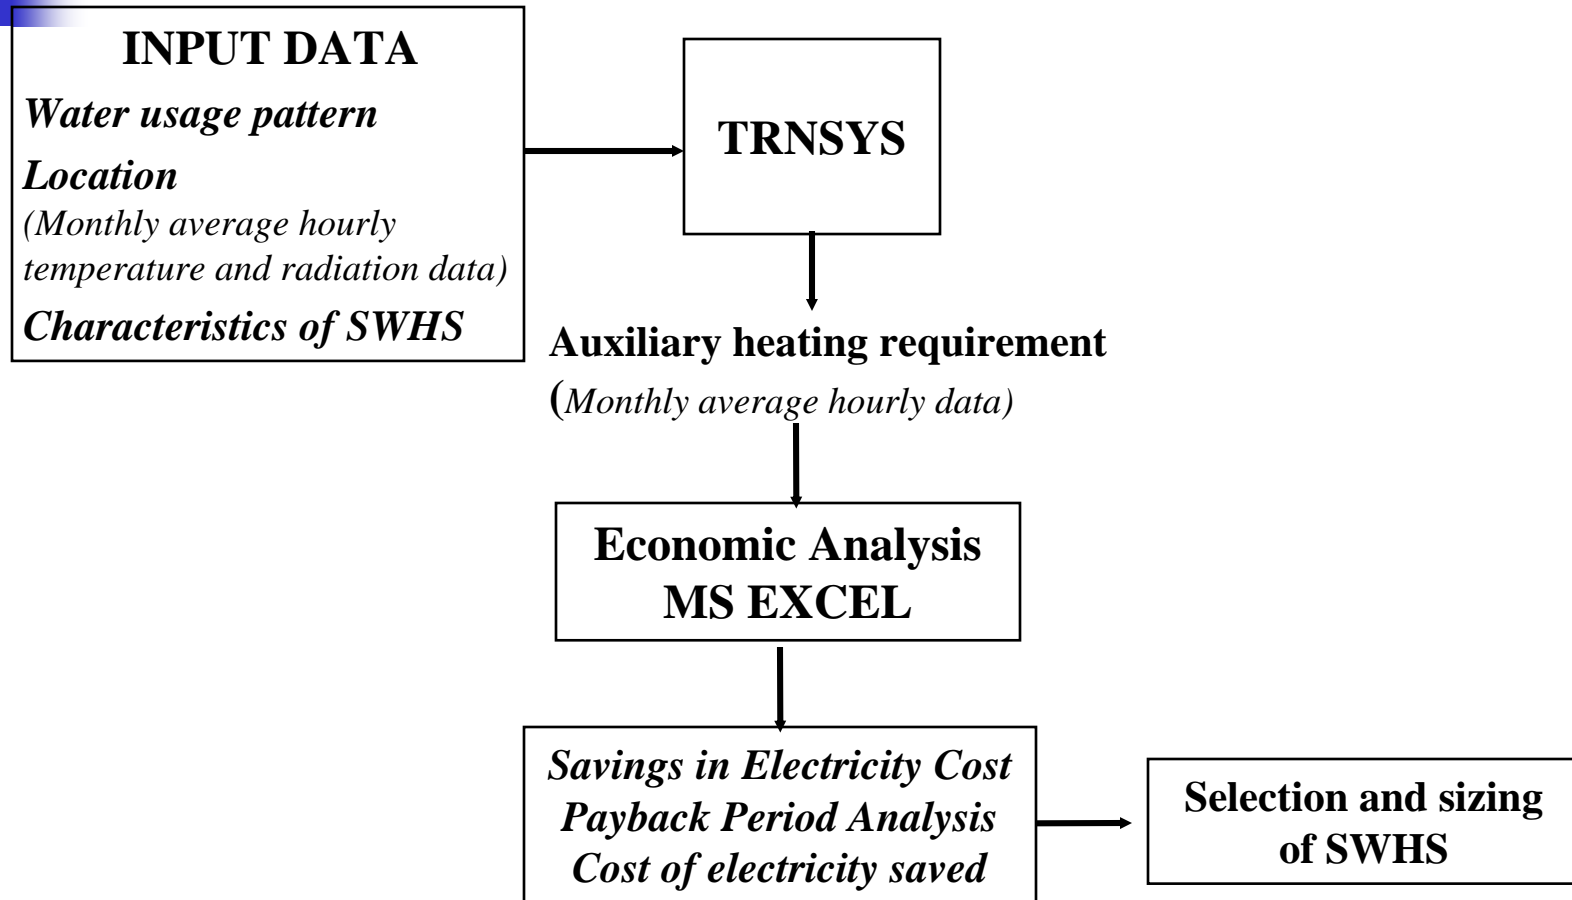 INPUT DATA
Water usage pattern
Location
(Monthly average hourly
temperature and radiation data)
Characteristics of SWHS
TRNSYS
Auxiliary heating requirement
(Monthly average hourly data)
Economic Analysis
MS EXCEL
Savings in Electricity Cost
Payback Period Analysis
Cost of electricity saved
Selection and sizing
of SWHS